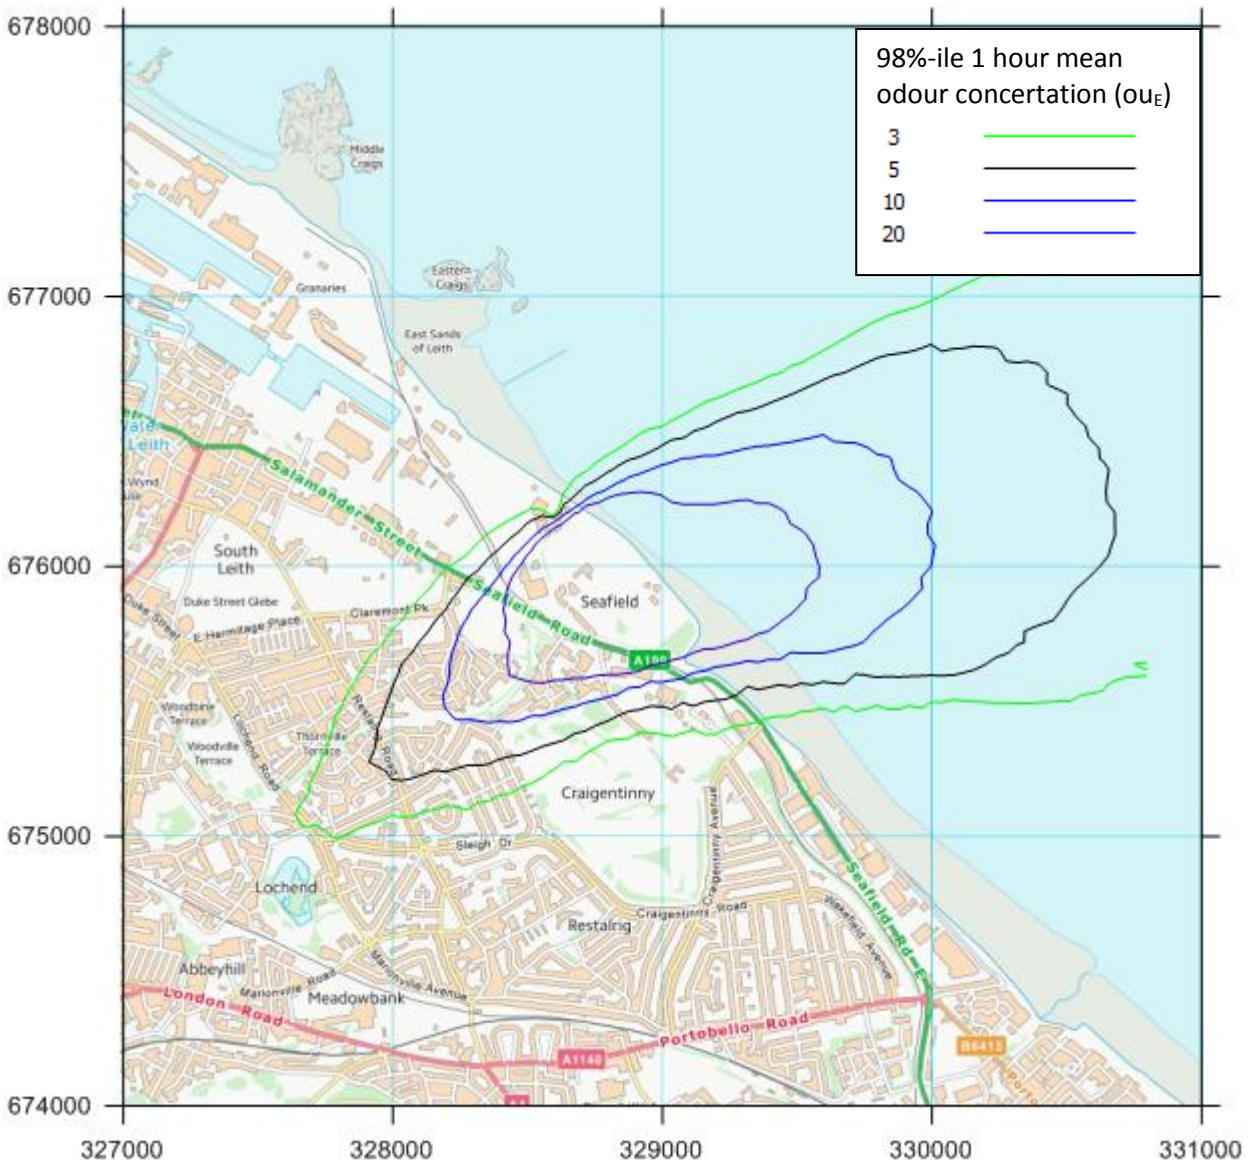 678000
677000
676000
675000
674000
327000
328000
329000
330000
331000
98%-ile 1 hour mean
odour concertation (ouE)
3
5
10
20
Middle
Craigs
Eastern
Craigs
Granaries
East Sands
of Leith
Leith
Wynd
Salamander Street
South
Leith
Duke Street Glebe
Duke Street
E Hermitage Place
Claremont Pk
Seafield Road
Seafield
A199
Woodbine
Terrace
Woodville
Terrace
Lochend Road
Thornville
Terrace
Restalrig Road
Craigentinny
Craigentinny Avenue
Sleigh Dr
Lochend
Restalrig
Craigentinny Road
Wakefield Avenue
Seafield Rd E
Abbeyhill
Marionville Road
Marionville Avenue
Meadowbank
London Road
Portobello Road
A1140
B6415
Porto